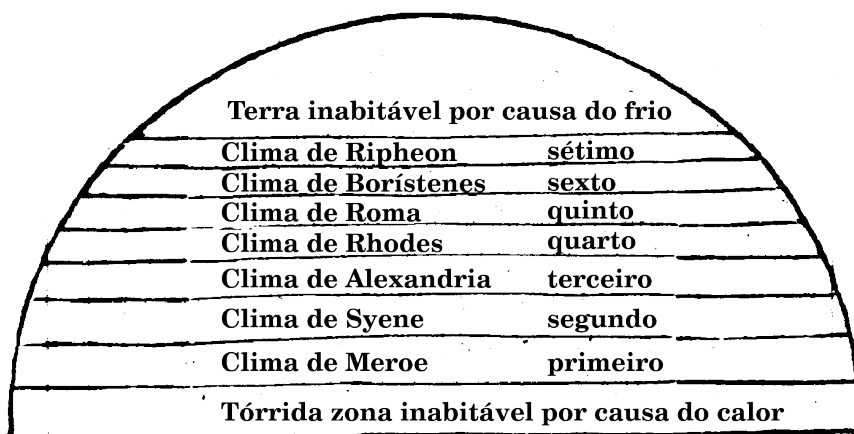 Terra inabitável por causa do frio
Clima de Ripheon sétimo
Clima de Borístenes sexto
Clima de Roma quinto
Clima de Rhodes quarto
Clima de Alexandria terceiro
Clima de Syene segundo
Clima de Meroe primeiro
Tórrida zona inabitável por causa do calor